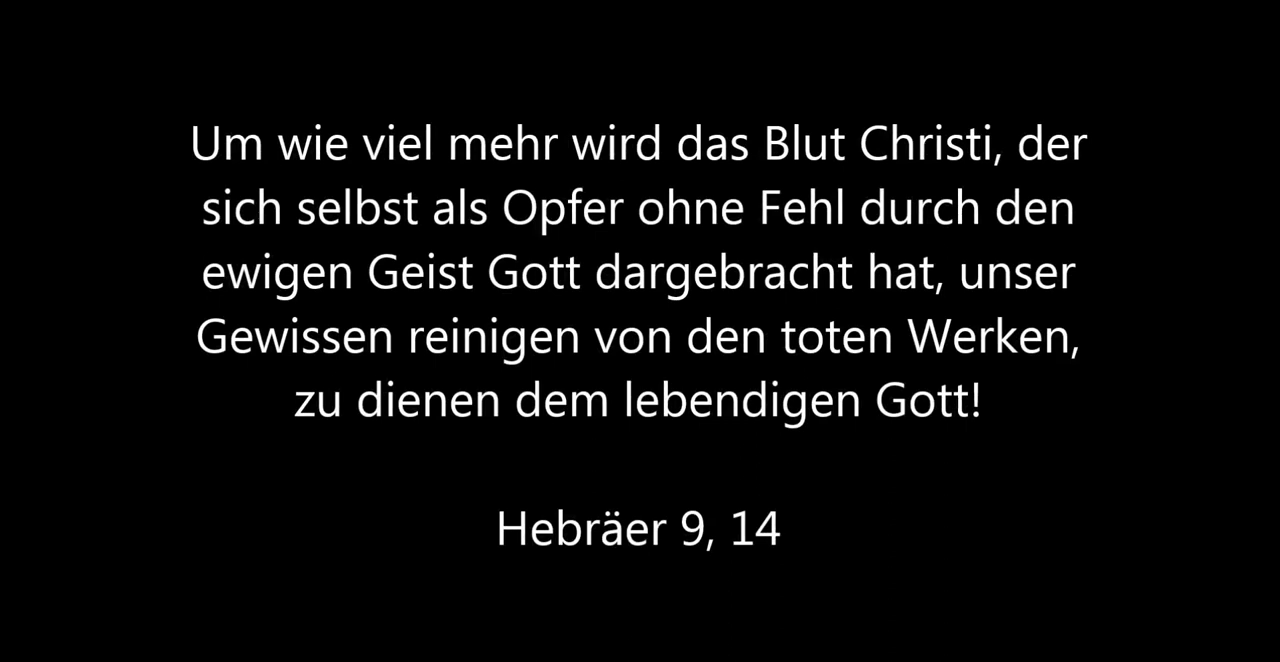 Um wie viel mehr wird das Blut Christi, der
sich selbst als Opfer ohne Fehl durch den
ewigen Geist Gott dargebracht hat, unser
Gewissen reinigen von den toten Werken,
zu dienen dem lebendigen Gott!
Hebräer 9, 14